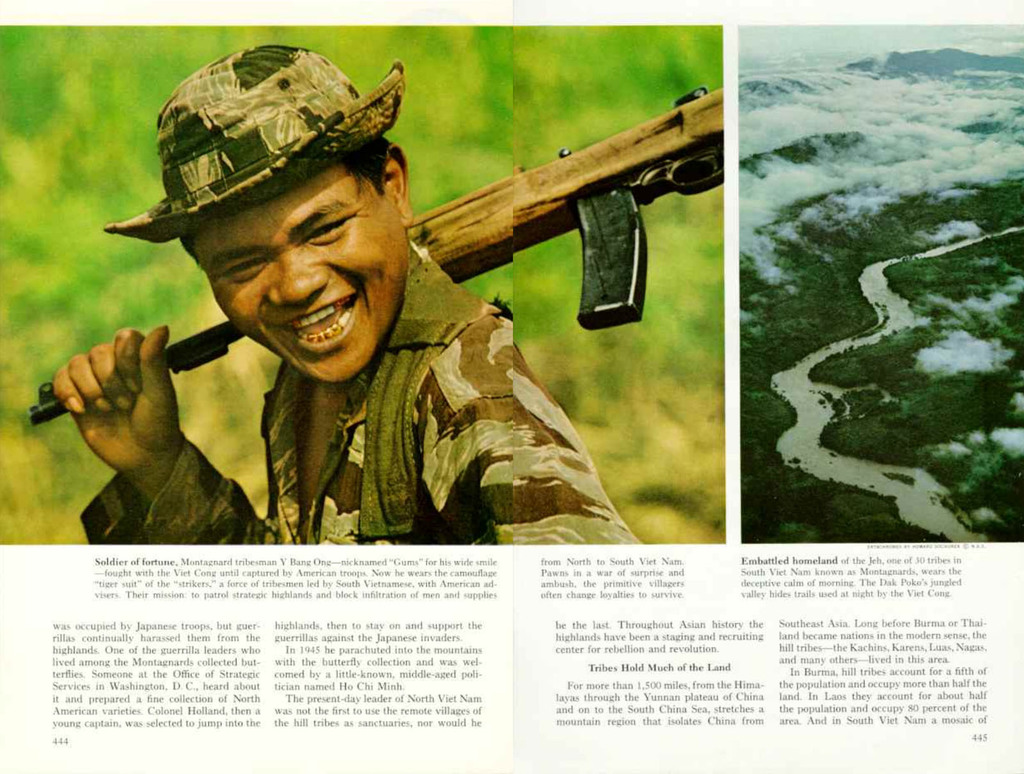 EKTACHROMES BY HOWARD SOCHUREK © N.G.S.
Soldier of fortune, Montagnard tribesman Y Bang Ong—nicknamed "Gums" for his wide smile
—fought with the Viet Cong until captured by American troops. Now he wears the camouflage
"tiger suit" of the "strikers," a force of tribesmen led by South Vietnamese, with American ad-
visers. Their mission: to patrol strategic highlands and block infiltration of men and supplies
from North to South Viet Nam.
Pawns in a war of surprise and
ambush, the primitive villagers
often change loyalties to survive.
Embattled homeland of the Jeh, one of 30 tribes in
South Viet Nam known as Montagnards, wears the
deceptive calm of morning. The Dak Poko's jungled
valley hides trails used at night by the Viet Cong.
was occupied by Japanese troops, but guer-
rillas continually harassed them from the
highlands. One of the guerrilla leaders who
lived among the Montagnards collected but-
terflies. Someone at the Office of Strategic
Services in Washington, D. C., heard about
it and prepared a fine collection of North
American varieties. Colonel Holland, then a
young captain, was selected to jump into the
highlands, then to stay on and support the
guerrillas against the Japanese invaders.
In 1945 he parachuted into the mountains
with the butterfly collection and was wel-
comed by a little-known, middle-aged poli-
tician named Ho Chi Minh.
The present-day leader of North Viet Nam
was not the first to use the remote villages of
the hill tribes as sanctuaries, nor would he
444
be the last. Throughout Asian history the
highlands have been a staging and recruiting
center for rebellion and revolution.
Tribes Hold Much of the Land
For more than 1,500 miles, from the Hima-
layas through the Yunnan plateau of China
and on to the South China Sea, stretches a
mountain region that isolates China from
Southeast Asia. Long before Burma or Thai-
land became nations in the modern sense, the
hill tribes—the Kachins, Karens, Luas, Nagas,
and many others—lived in this area.
In Burma, hill tribes account for a fifth of
the population and occupy more than half the
land. In Laos they account for about half
the population and occupy 80 percent of the
area. And in South Viet Nam a mosaic of
445